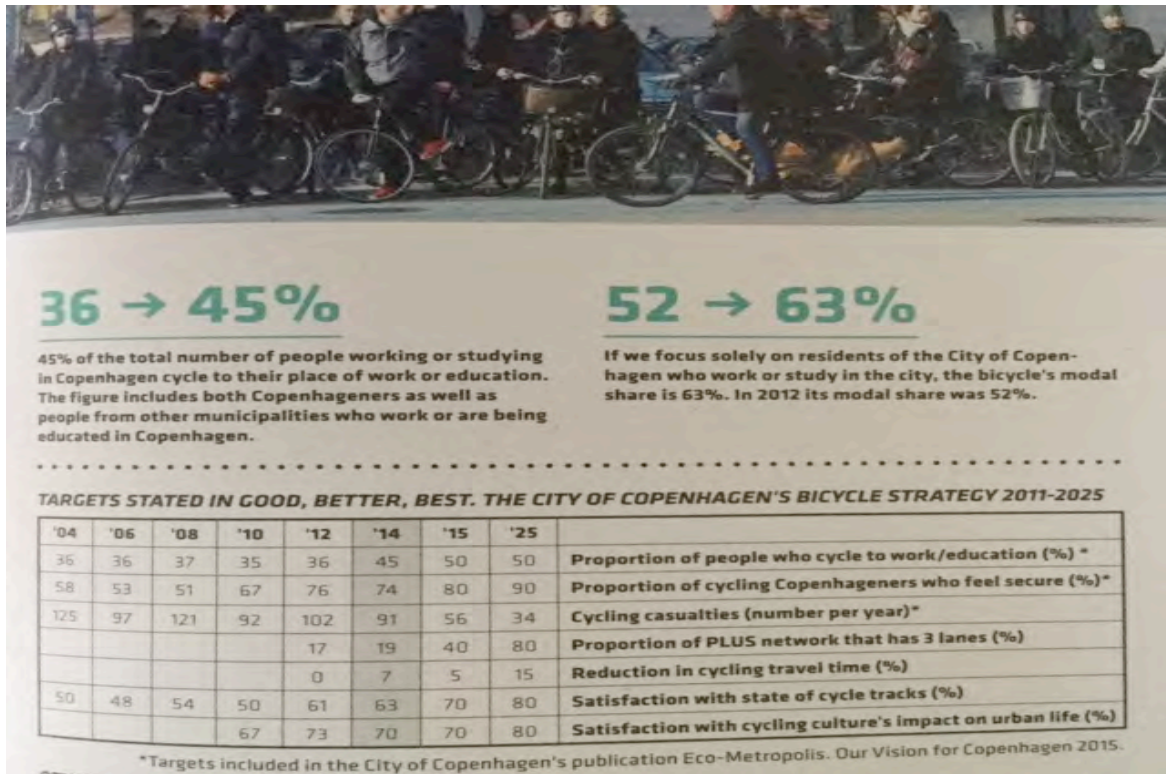 36 → 45%
45% of the total number of people working or studying
in Copenhagen cycle to their place of work or education.
The figure includes both Copenhageners as well as
people from other municipalities who work or are being
educated in Copenhagen.
52 → 63%
If we focus solely on residents of the City of Copen-
hagen who work or study in the city, the bicycle's modal
share is 63%. In 2012 its modal share was 52%.
TARGETS STATED IN GOOD, BETTER, BEST. THE CITY OF COPENHAGEN'S BICYCLE STRATEGY 2011-2025
'04 '06 '08 '10 '12 '14 '15 '25
36 36 37 35 36 45 50 50 Proportion of people who cycle to work/education (%) *
58 53 51 67 76 74 80 90 Proportion of cycling Copenhageners who feel secure (%)*
125 97 121 92 102 91 56 34 Cycling casualties (number per year)*
17 19 40 80 Proportion of PLUS network that has 3 lanes (%)
0 7 5 15 Reduction in cycling travel time (%)
50 48 54 50 61 63 70 80 Satisfaction with state of cycle tracks (%)
67 73 70 70 80 Satisfaction with cycling culture's impact on urban life (%)
*Targets included in the City of Copenhagen's publication Eco-Metropolis. Our Vision for Copenhagen 2015.